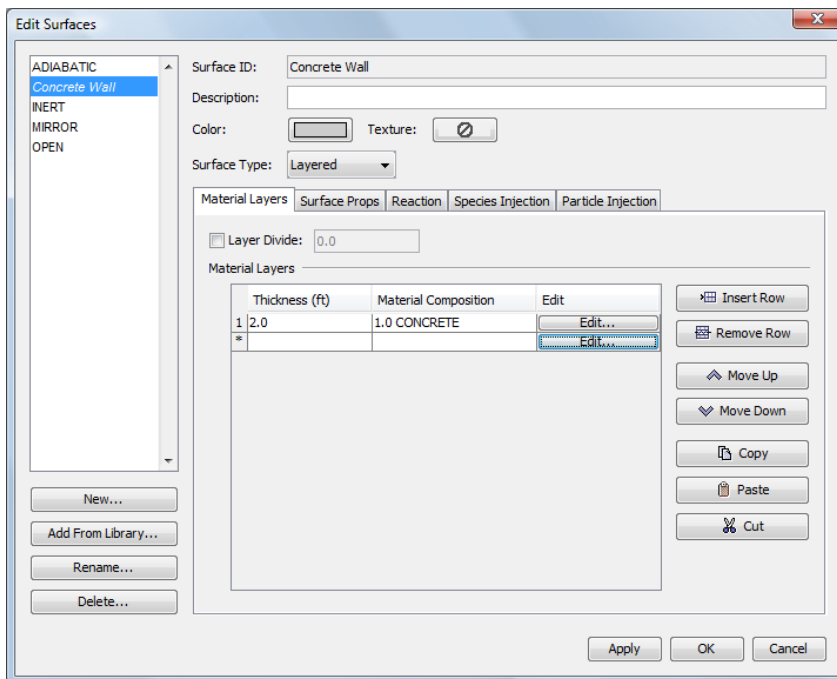 Edit Surfaces
ADIABATIC
Concrete Wall
INERT
MIRROR
OPEN
New...
Add From Library...
Rename...
Delete...
Surface ID: Concrete Wall
Description:
Color: Texture:
Surface Type: Layered
Material Layers Surface Props Reaction Species Injection Particle Injection
Layer Divide: 0.0
Material Layers
Thickness (ft) Material Composition Edit
1 2.0 1.0 CONCRETE Edit...
* Edit...
Insert Row
Remove Row
Move Up
Move Down
Copy
Paste
Cut
Apply OK Cancel